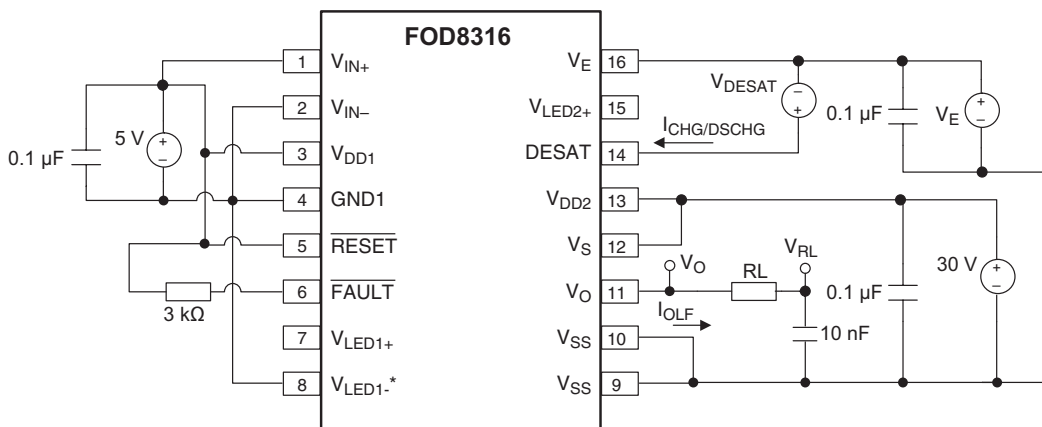 FOD8316
1 V_IN+
2 V_IN–
3 V_DD1
4 GND1
5 RESET
6 FAULT
7 V_LED1+
8 V_LED1-*
V_E 16
V_LED2+ 15
DESAT 14
V_DD2 13
V_S 12
V_O 11
V_SS 10
V_SS 9
0.1 µF
5 V
+
–
3 kΩ
V_DESAT
–
+
I_CHG/DSCHG
0.1 µF
V_E
+
–
V_O
RL
V_RL
I_OLF
10 nF
0.1 µF
30 V
+
–